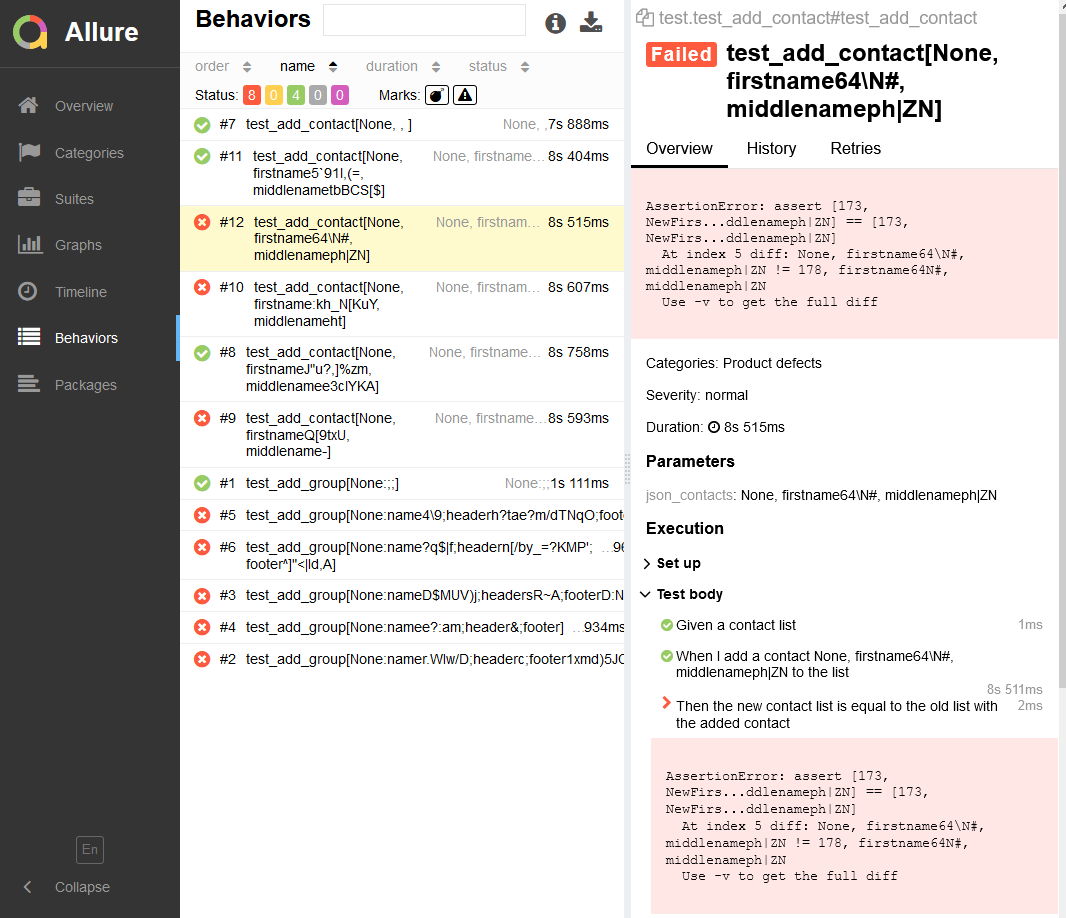 Allure
Overview
Categories
Suites
Graphs
Timeline
Behaviors
Packages
En
Collapse
Behaviors
order name duration status
Status: 8 0 4 0 0 Marks:
#7 test_add_contact[None, , ] None, , 7s 888ms
#11 test_add_contact[None, None, firstname... 8s 404ms
firstname5`91l,(=,
middlenametbBCS[$]
#12 test_add_contact[None, None, firstnam... 8s 515ms
firstname64\N#,
middlenameph|ZN]
#10 test_add_contact[None, None, firstnam... 8s 607ms
firstname:kh_N[KuY,
middlenameht]
#8 test_add_contact[None, None, firstname... 8s 758ms
firstnameJ"u?,]%zm,
middlenamee3clYKA]
#9 test_add_contact[None, None, firstname... 8s 593ms
firstnameQ[9txU,
middlename-]
#1 test_add_group[None:;;] None:;; 1s 111ms
#5 test_add_group[None:name4\9;headerh?tae?m/dTNqO;foote
#6 test_add_group[None:name?q$|f;headern[/by_=?KMP'; ...96
footer^]"<|ld,A]
#3 test_add_group[None:nameD$MUV)j;headersR~A;footerD:N
#4 test_add_group[None:namee?:am;header&;footer] ...934ms
#2 test_add_group[None:namer.Wlw/D;headerc;footer1xmd)5JC
test.test_add_contact#test_add_contact
Failed test_add_contact[None,
firstname64\N#,
middlenameph|ZN]
Overview History Retries
AssertionError: assert [173,
NewFirs...ddlenameph|ZN] == [173,
NewFirs...ddlenameph|ZN]
At index 5 diff: None, firstname64\N#,
middlenameph|ZN != 178, firstname64N#,
middlenameph|ZN
Use -v to get the full diff
Categories: Product defects
Severity: normal
Duration: 8s 515ms
Parameters
json_contacts: None, firstname64\N#, middlenameph|ZN
Execution
Set up
Test body
Given a contact list 1ms
When I add a contact None, firstname64\N#,
middlenameph|ZN to the list
8s 511ms
Then the new contact list is equal to the old list with 2ms
the added contact
AssertionError: assert [173,
NewFirs...ddlenameph|ZN] == [173,
NewFirs...ddlenameph|ZN]
At index 5 diff: None, firstname64\N#,
middlenameph|ZN != 178, firstname64N#,
middlenameph|ZN
Use -v to get the full diff